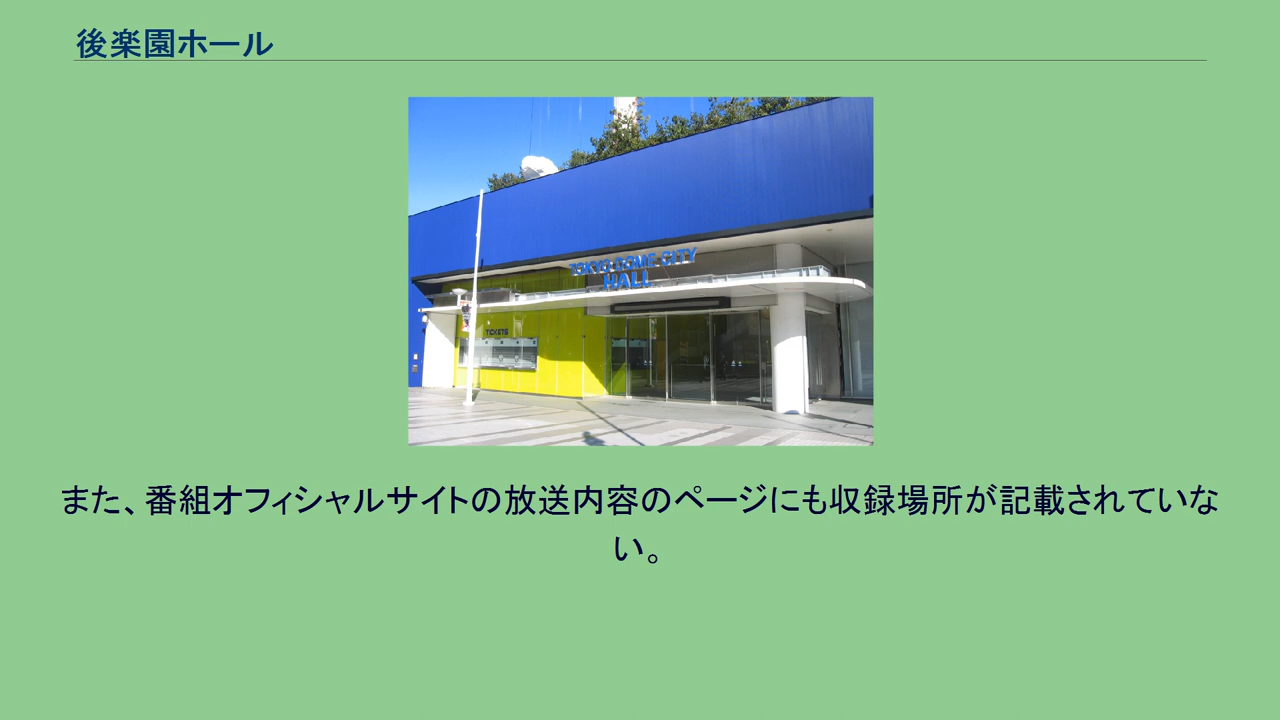 後楽園ホール
TOKYO DOME CITY
HALL
TICKETS
また、番組オフィシャルサイトの放送内容のページにも収録場所が記載されていな
い。